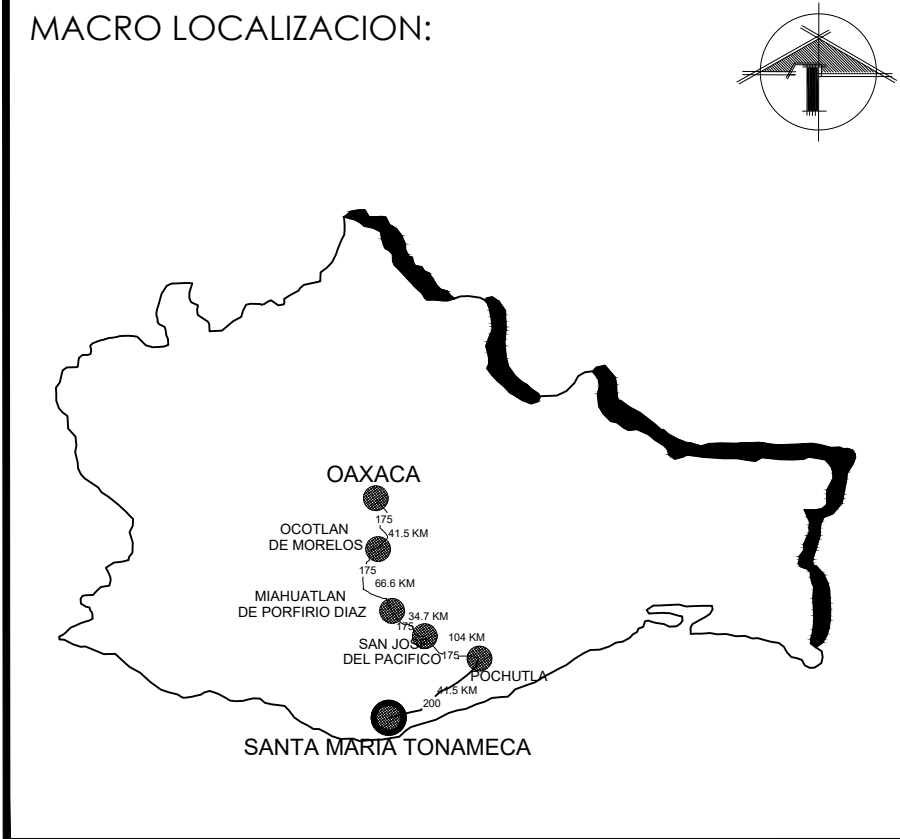 MACRO LOCALIZACION:
OAXACA
175
41.5 KM
OCOTLAN
DE MORELOS
175
66.6 KM
MIAHUATLAN
DE PORFIRIO DIAZ
34.7 KM
175
SAN JOSE
DEL PACIFICO
104 KM
175
POCHUTLA
41.5 KM
200
SANTA MARIA TONAMECA